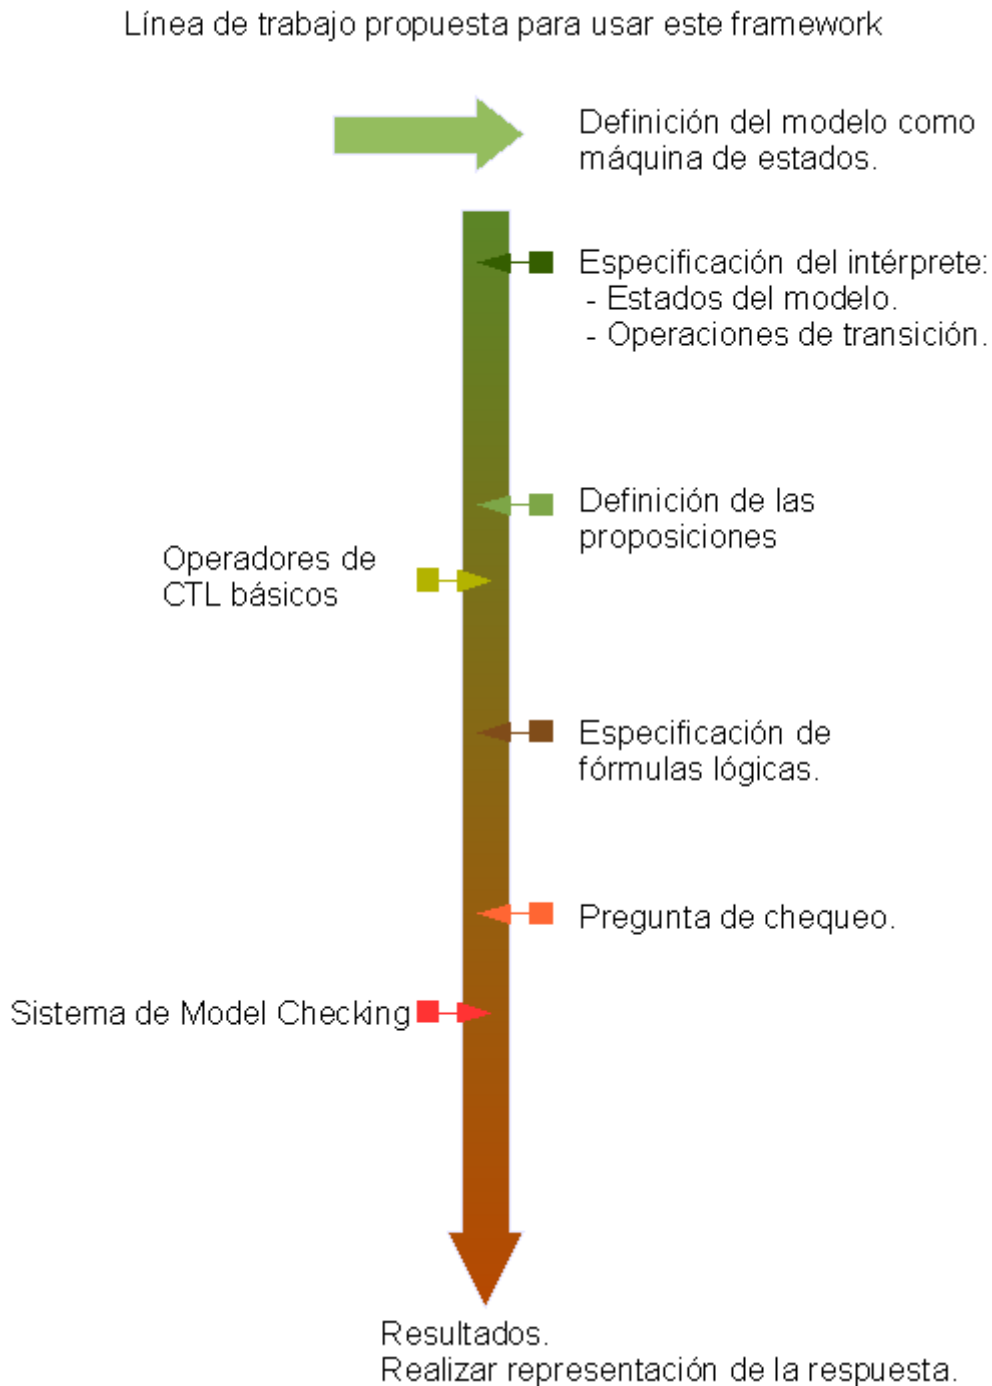 Línea de trabajo propuesta para usar este framework
Definición del modelo como
máquina de estados.
Especificación del intérprete:
- Estados del modelo.
- Operaciones de transición.
Definición de las
proposiciones
Operadores de
CTL básicos
Especificación de
fórmulas lógicas.
Pregunta de chequeo.
Sistema de Model Checking
Resultados.
Realizar representación de la respuesta.